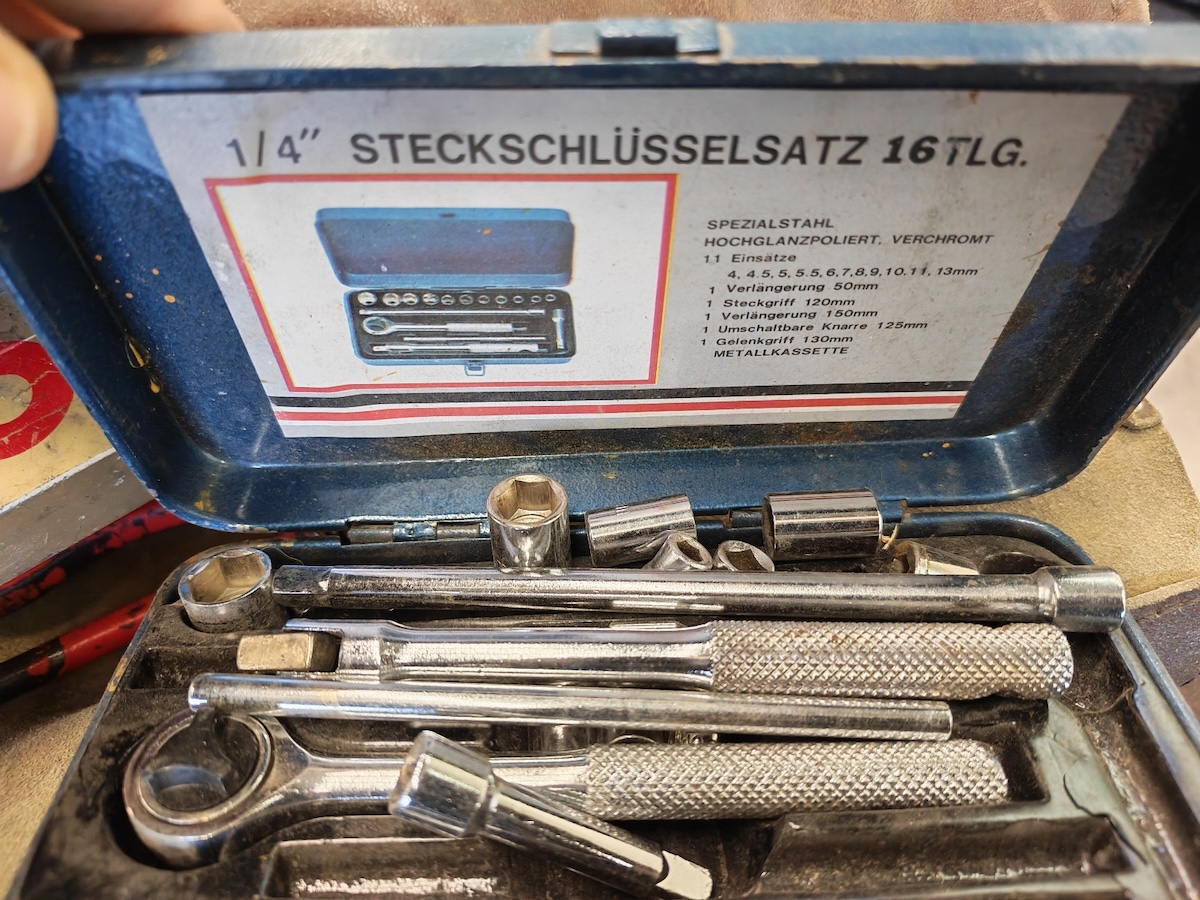 1/4" STECKSCHLÜSSELSATZ 16 TLG.
SPEZIALSTAHL
HOCHGLANZPOLIERT, VERCHROMT
11 Einsätze
4, 4.5, 5, 5.5, 6, 7, 8, 9, 10. 11, 13mm
1 Verlängerung 50mm
1 Steckgriff 120mm
1 Verlängerung 150mm
1 Umschaltbare Knarre 125mm
1 Gelenkgriff 130mm
METALLKASSETTE